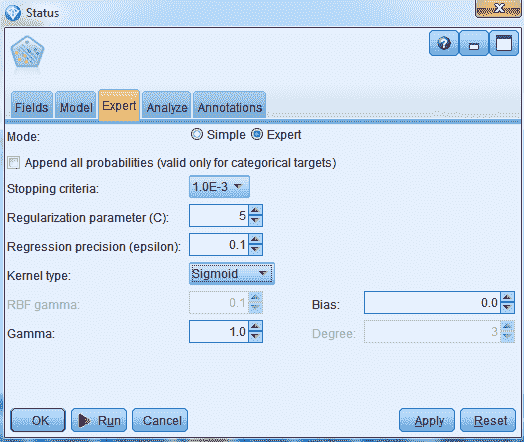 Status
Fields Model Expert Analyze Annotations
Mode: Simple Expert
Append all probabilities (valid only for categorical targets)
Stopping criteria: 1.0E-3
Regularization parameter (C): 5
Regression precision (epsilon): 0.1
Kernel type: Sigmoid
RBF gamma: 0.1 Bias: 0.0
Gamma: 1.0 Degree: 3
OK Run Cancel Apply Reset